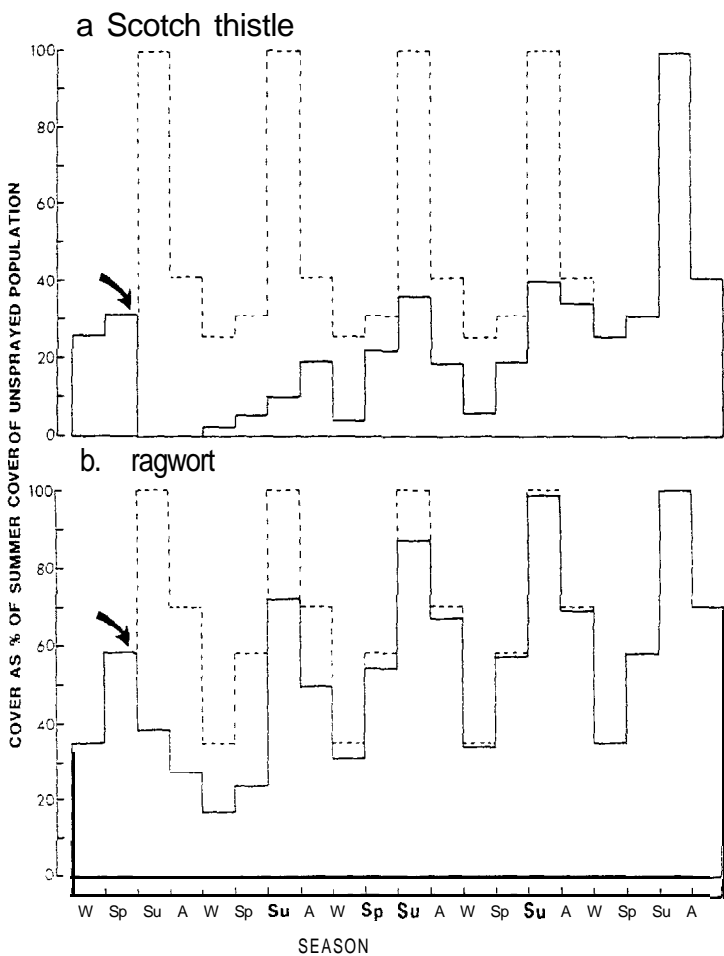 a Scotch thistle
100
80
60
40
20
0
b. ragwort
100
80
60
40
20
0
COVER AS % OF SUMMER COVER OF UNSPRAYED POPULATION
W Sp Su A W Sp Su A W Sp Su A W Sp Su A W Sp Su A
SEASON